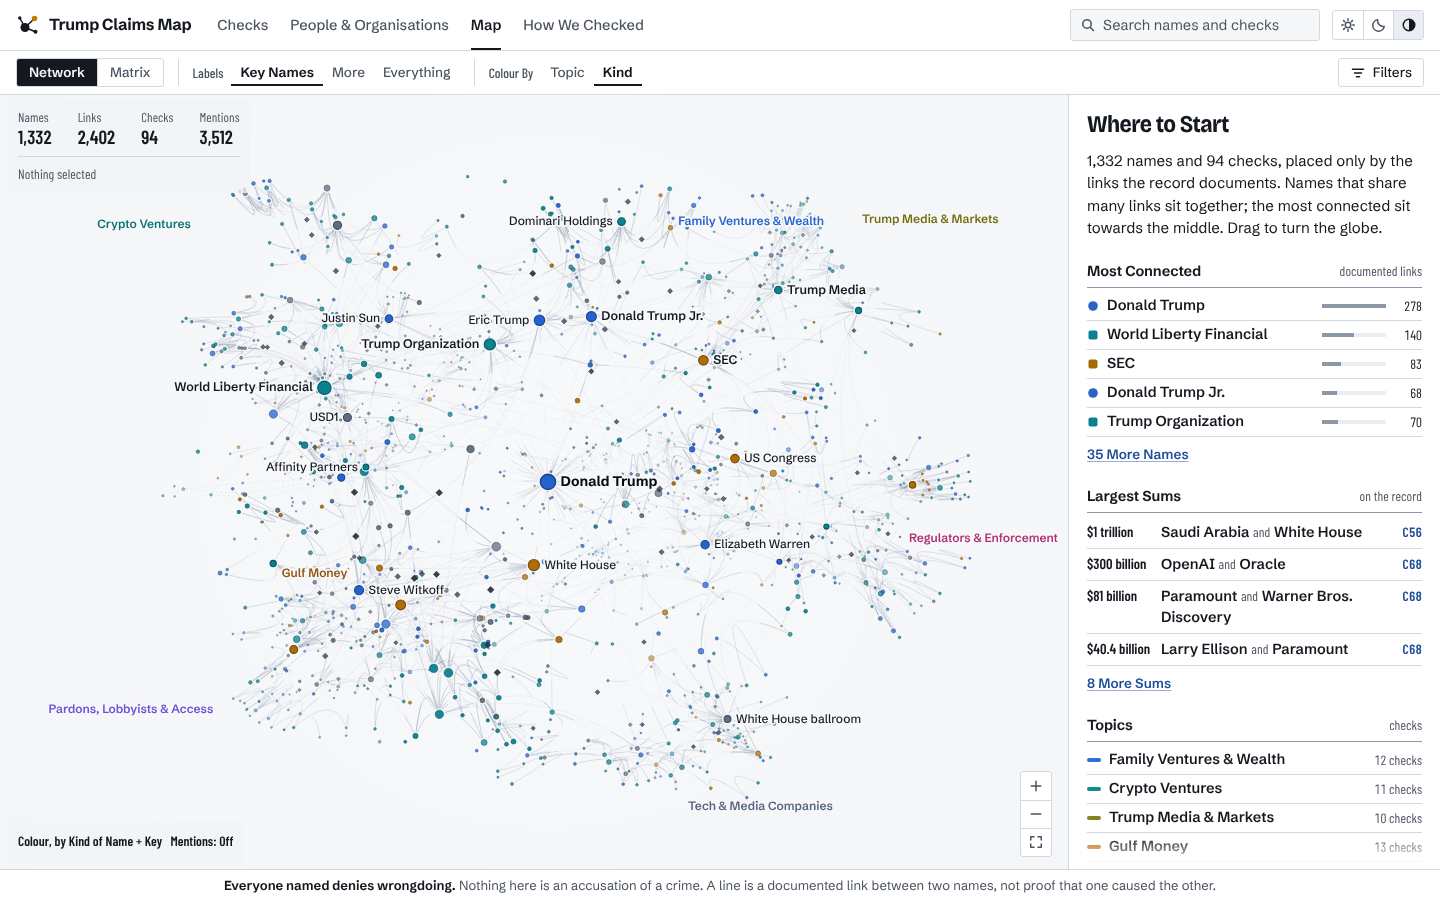 Trump Claims Map
Checks
People & Organisations
Map
How We Checked
Search names and checks
Network
Matrix
Labels
Key Names
More
Everything
Colour By
Topic
Kind
Filters
Names
Links
Checks
Mentions
1,332
2,402
94
3,512
Nothing selected
Crypto Ventures
Dominari Holdings
Family Ventures & Wealth
Trump Media & Markets
Trump Media
Justin Sun
Eric Trump
Donald Trump Jr.
Trump Organization
SEC
World Liberty Financial
USD1
Affinity Partners
US Congress
Donald Trump
Elizabeth Warren
Regulators & Enforcement
White House
Gulf Money
Steve Witkoff
Pardons, Lobbyists & Access
White House ballroom
Tech & Media Companies
Colour, by Kind of Name + Key
Mentions: Off
Where to Start
1,332 names and 94 checks, placed only by the
links the record documents. Names that share
many links sit together; the most connected sit
towards the middle. Drag to turn the globe.
Most Connected
documented links
Donald Trump
278
World Liberty Financial
140
SEC
83
Donald Trump Jr.
68
Trump Organization
70
35 More Names
Largest Sums
on the record
$1 trillion
Saudi Arabia and White House
C56
$300 billion
OpenAI and Oracle
C68
$81 billion
Paramount and Warner Bros.
Discovery
C68
$40.4 billion
Larry Ellison and Paramount
C68
8 More Sums
Topics
checks
Family Ventures & Wealth
12 checks
Crypto Ventures
11 checks
Trump Media & Markets
10 checks
Gulf Money
13 checks
Everyone named denies wrongdoing. Nothing here is an accusation of a crime. A line is a documented link between two names, not proof that one caused the other.